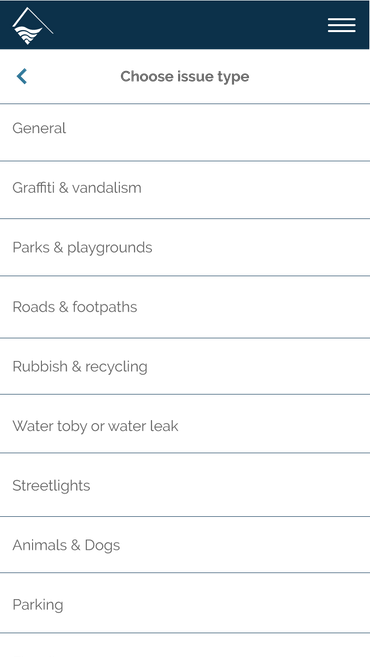 Choose issue type
General
Graffiti & vandalism
Parks & playgrounds
Roads & footpaths
Rubbish & recycling
Water toby or water leak
Streetlights
Animals & Dogs
Parking